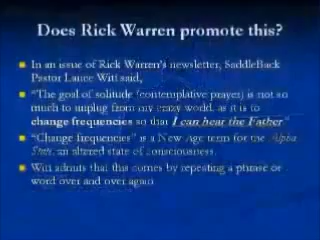 Does Rick Warren promote this?
In an issue of Rick Warren's newsletter, SaddleBack
Pastor Lance Witt said,
"The goal of solitude (contemplative prayer) is not so
much to unplug from my crazy world, as it is to
change frequencies so that I can hear the Father."
"Change frequencies" is a New Age term for the Alpha
State, an altered state of consciousness.
Witt admits that this comes by repeating a phrase or
word over and over again